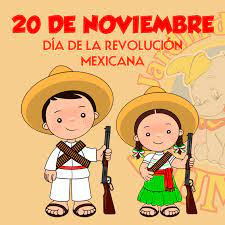 20 DE NOVIEMBRE
DÍA DE LA REVOLUCIÓN
MEXICANA